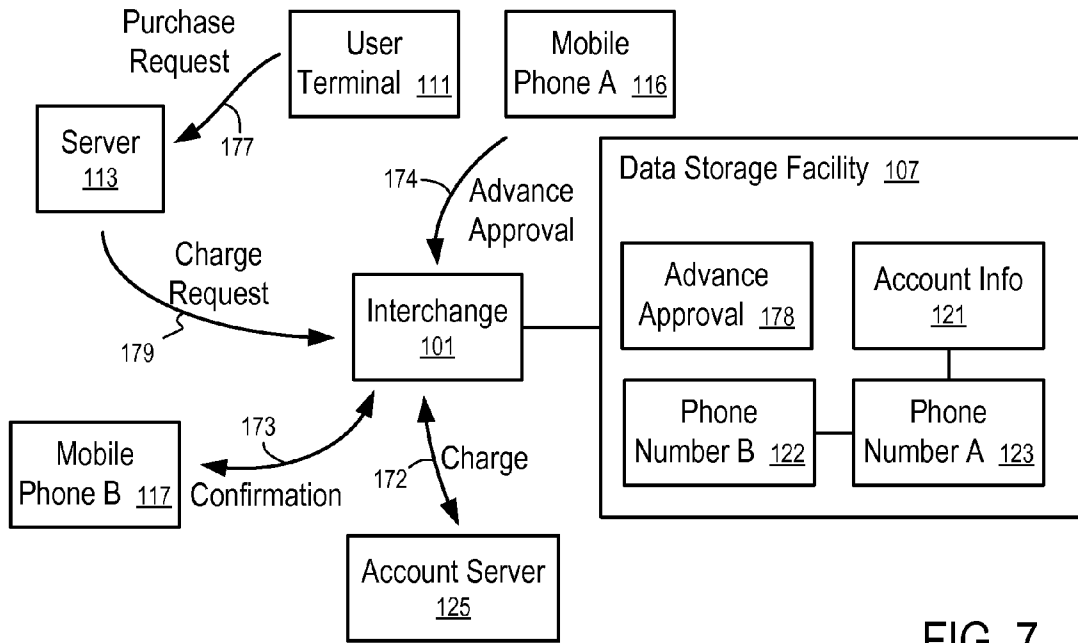 Purchase
Request
177
User
Terminal 111
Mobile
Phone A 116
Server
113
174
Advance
Approval
Data Storage Facility 107
Charge
Request
179
Interchange
101
Advance
Approval 178
Account Info
121
Phone
Number B 122
Phone
Number A 123
Mobile
Phone B 117
173
Confirmation
172
Charge
Account Server
125
FIG. 7